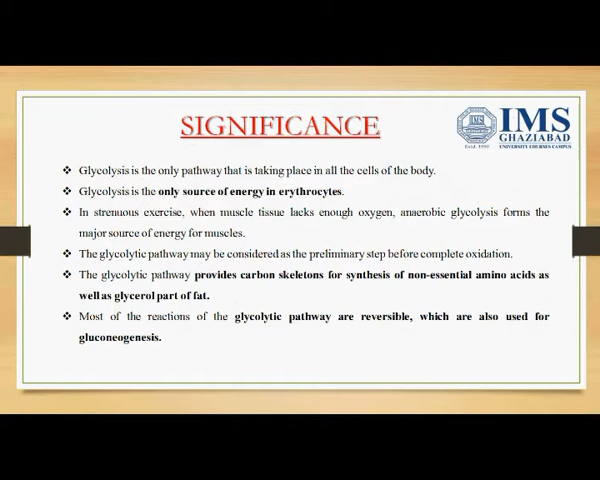 SIGNIFICANCE
IMS
GHAZIABAD
UNIVERSITY COURSES CAMPUS
Estd. 1990
❖ Glycolysis is the only pathway that is taking place in all the cells of the body.
❖ Glycolysis is the only source of energy in erythrocytes.
❖ In strenuous exercise, when muscle tissue lacks enough oxygen, anaerobic glycolysis forms the
major source of energy for muscles.
❖ The glycolytic pathway may be considered as the preliminary step before complete oxidation.
❖ The glycolytic pathway provides carbon skeletons for synthesis of non-essential amino acids as
well as glycerol part of fat.
❖ Most of the reactions of the glycolytic pathway are reversible, which are also used for
gluconeogenesis.